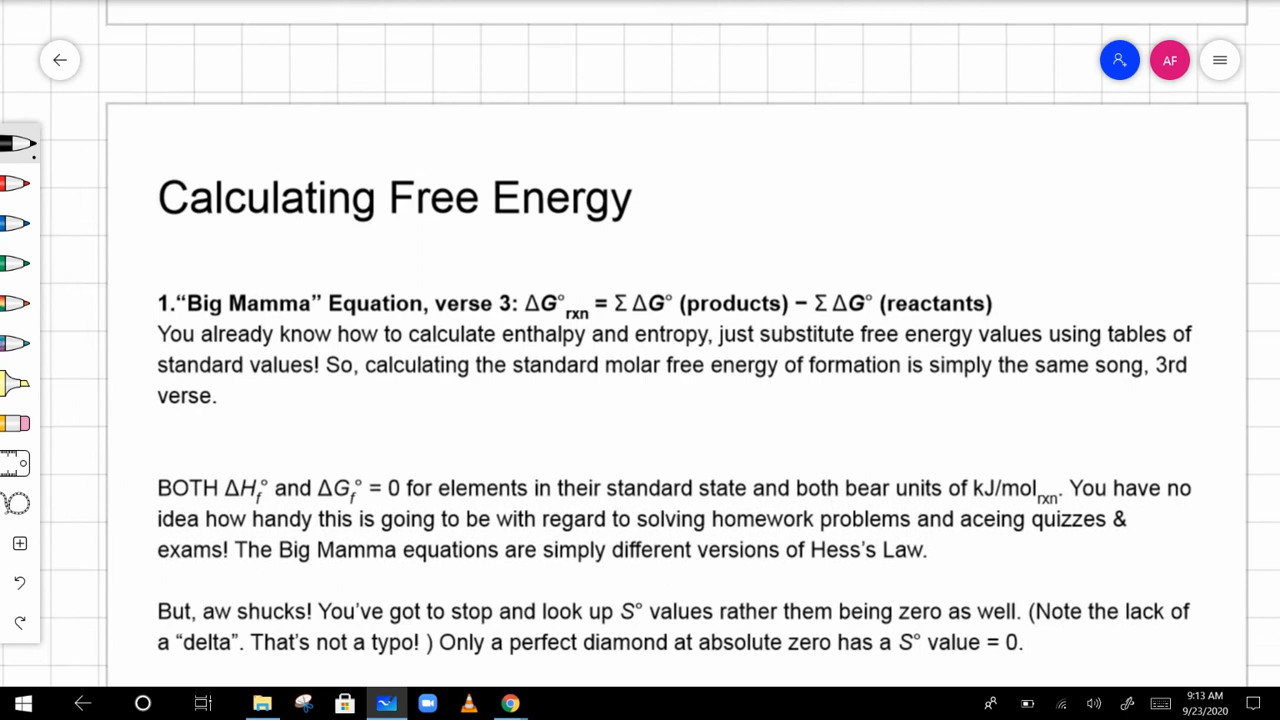 AF
Calculating Free Energy
1.“Big Mamma” Equation, verse 3: ΔG°rxn = Σ ΔG° (products) − Σ ΔG° (reactants)
You already know how to calculate enthalpy and entropy, just substitute free energy values using tables of
standard values! So, calculating the standard molar free energy of formation is simply the same song, 3rd
verse.
BOTH ΔHf° and ΔGf° = 0 for elements in their standard state and both bear units of kJ/molrxn. You have no
idea how handy this is going to be with regard to solving homework problems and aceing quizzes &
exams! The Big Mamma equations are simply different versions of Hess’s Law.
But, aw shucks! You’ve got to stop and look up S° values rather them being zero as well. (Note the lack of
a “delta”. That’s not a typo! ) Only a perfect diamond at absolute zero has a S° value = 0.
9:13 AM
9/23/2020